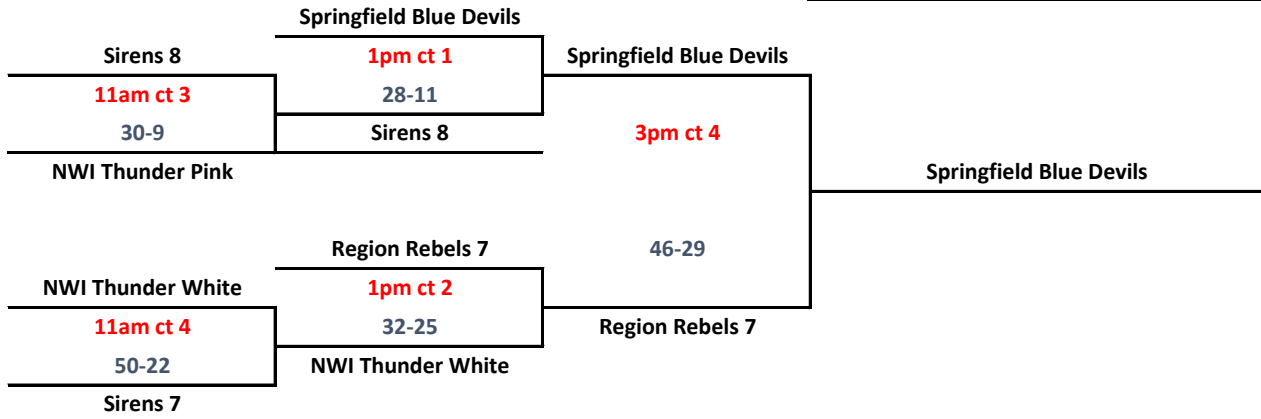 Springfield Blue Devils
Sirens 8
1pm ct 1
Springfield Blue Devils
11am ct 3
28-11
30-9
Sirens 8
3pm ct 4
NWI Thunder Pink
Springfield Blue Devils
Region Rebels 7
46-29
NWI Thunder White
1pm ct 2
11am ct 4
32-25
Region Rebels 7
50-22
NWI Thunder White
Sirens 7